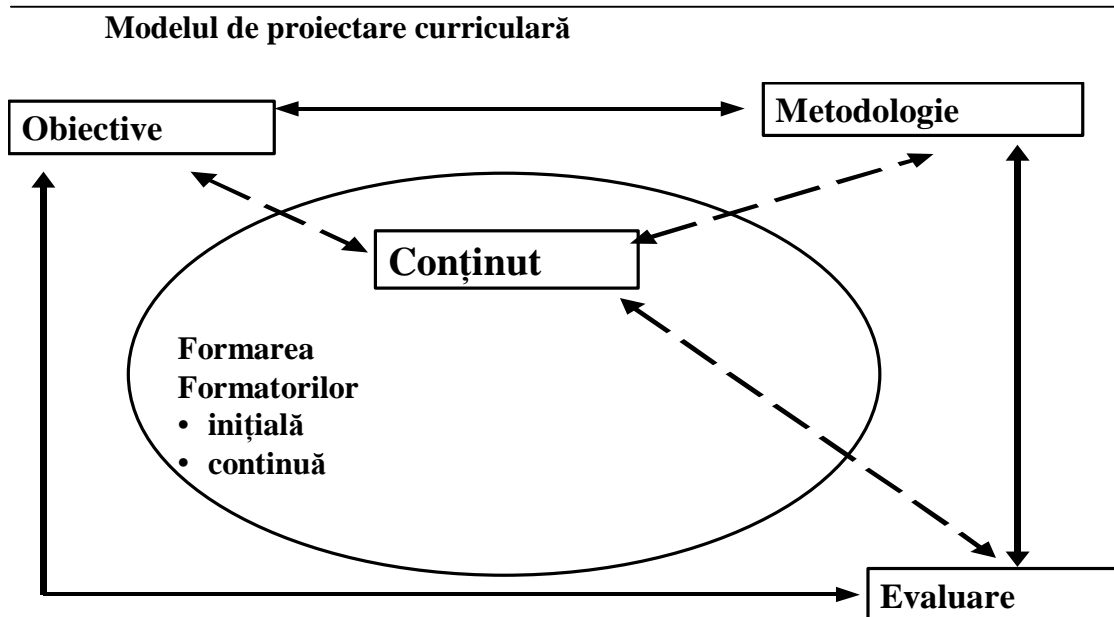 Modelul de proiectare curriculară
Obiective
Metodologie
Conținut
Formarea
Formatorilor
• inițială
• continuă
Evaluare